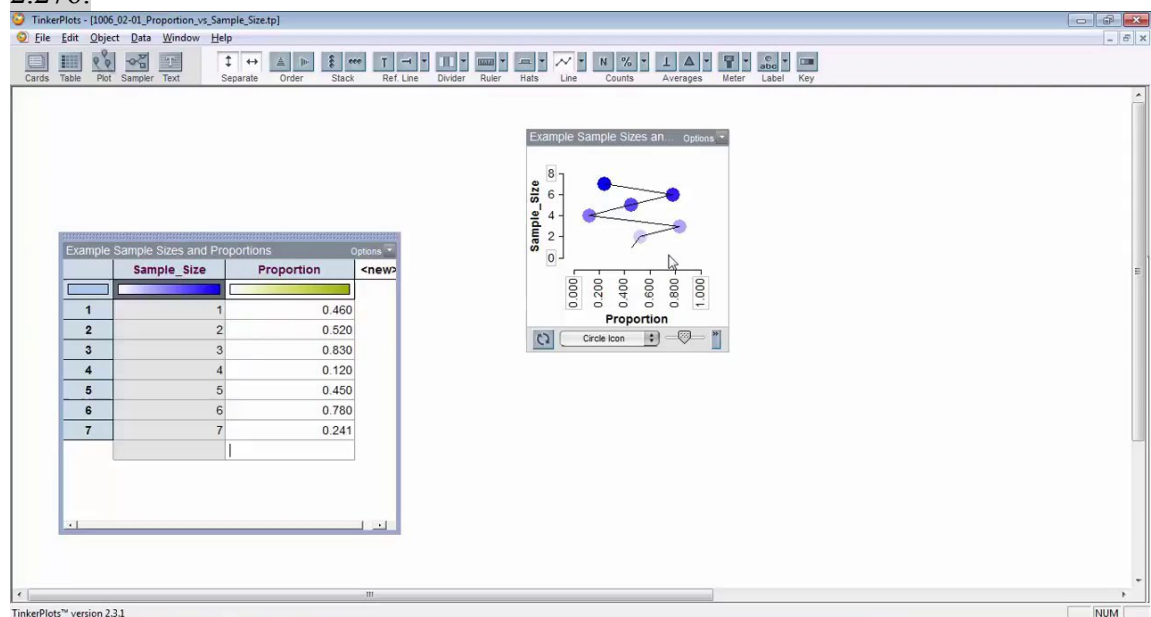 TinkerPlots - [1006_02-01_Proportion_vs_Sample_Size.tp]
File Edit Object Data Window Help
Cards Table Plot Sampler Text Separate Order Stack Ref. Line Divider Ruler Hats Line Counts Averages Meter Label Key
Example Sample Sizes an... Options
8
6
4
2
0
Sample_Size
0.000 0.200 0.400 0.600 0.800 1.000
Proportion
Circle Icon
Example Sample Sizes and Proportions Options
Sample_Size Proportion <new>
1 1 0.460
2 2 0.520
3 3 0.830
4 4 0.120
5 5 0.450
6 6 0.780
7 7 0.241
TinkerPlots™ version 2.3.1 NUM